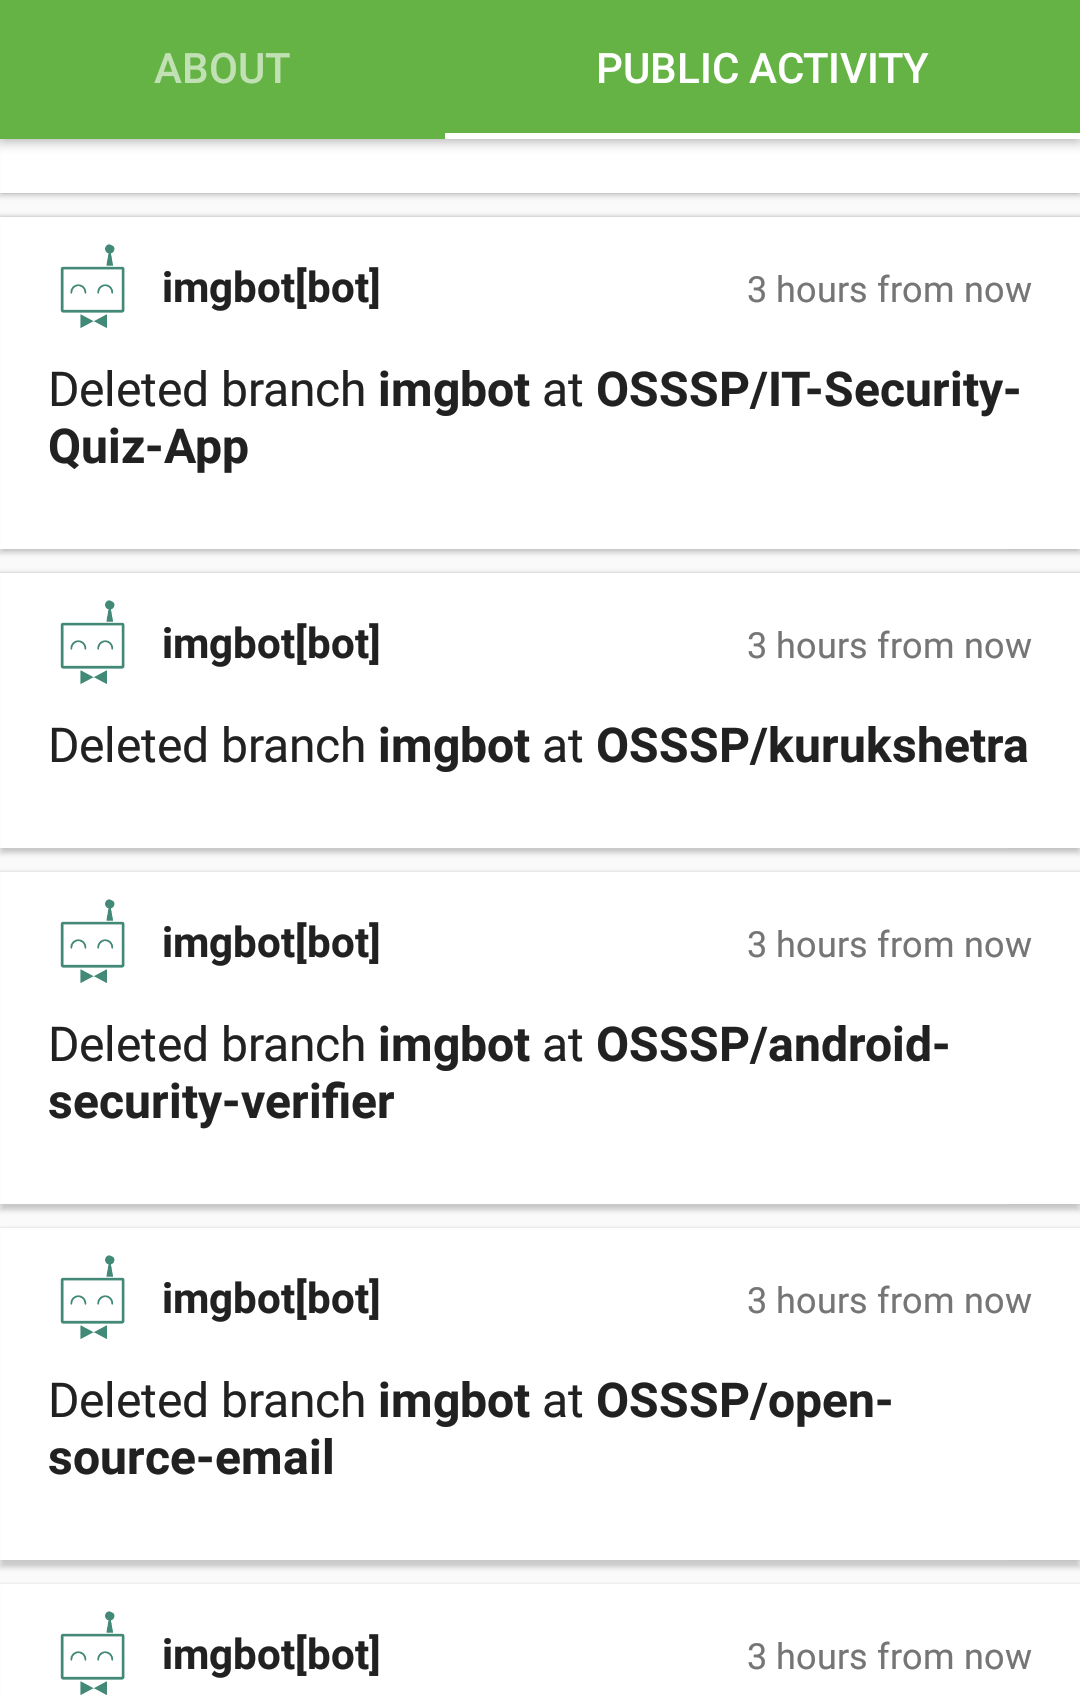 ABOUT PUBLIC ACTIVITY
imgbot[bot] 3 hours from now
Deleted branch imgbot at OSSSP/IT-Security-
Quiz-App
imgbot[bot] 3 hours from now
Deleted branch imgbot at OSSSP/kurukshetra
imgbot[bot] 3 hours from now
Deleted branch imgbot at OSSSP/android-
security-verifier
imgbot[bot] 3 hours from now
Deleted branch imgbot at OSSSP/open-
source-email
imgbot[bot] 3 hours from now